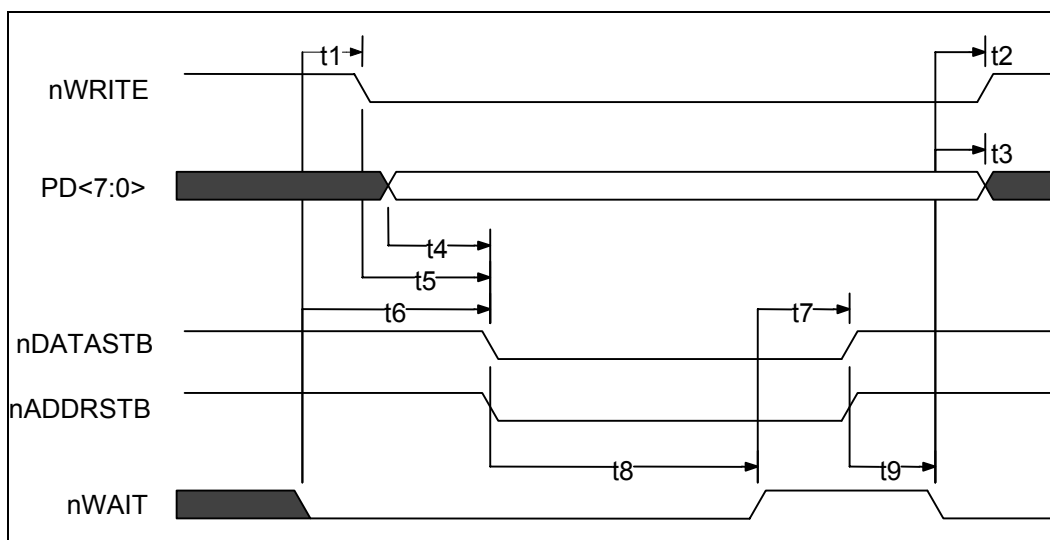 t1
t2
nWRITE
t3
PD<7:0>
t4
t5
t6
t7
nDATASTB
nADDRSTB
t8
t9
nWAIT